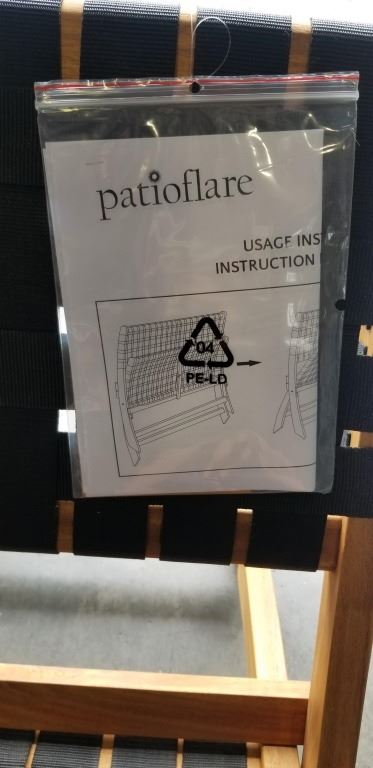 patioflare
USAGE INS
INSTRUCTION
04
PE-LD